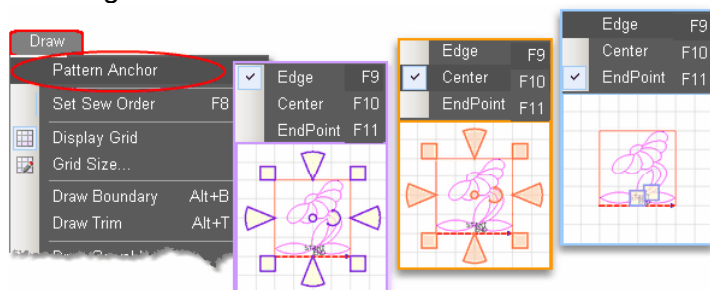 Draw
Pattern Anchor
Set Sew Order F8
Display Grid
Grid Size...
Draw Boundary Alt+B
Draw Trim Alt+T
Edge F9
Center F10
EndPoint F11
Edge F9
Center F10
EndPoint F11
Edge F9
Center F10
EndPoint F11